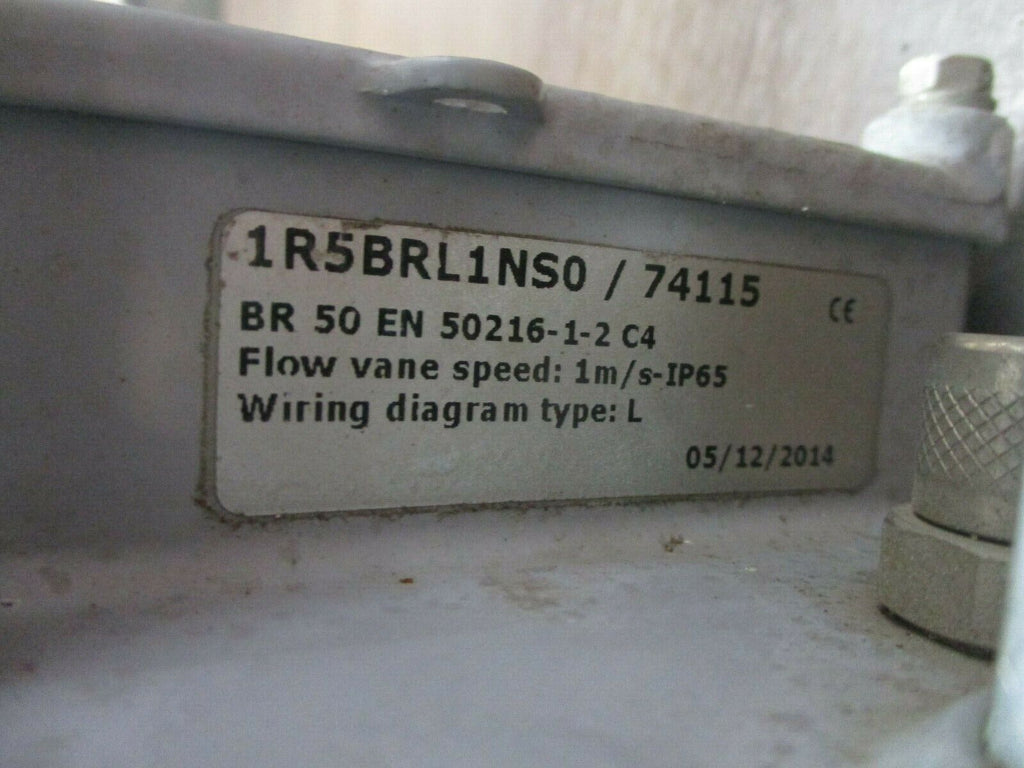 1R5BRL1NS0 / 74115
CE
BR 50 EN 50216-1-2 C4
Flow vane speed: 1m/s-IP65
Wiring diagram type: L
05/12/2014